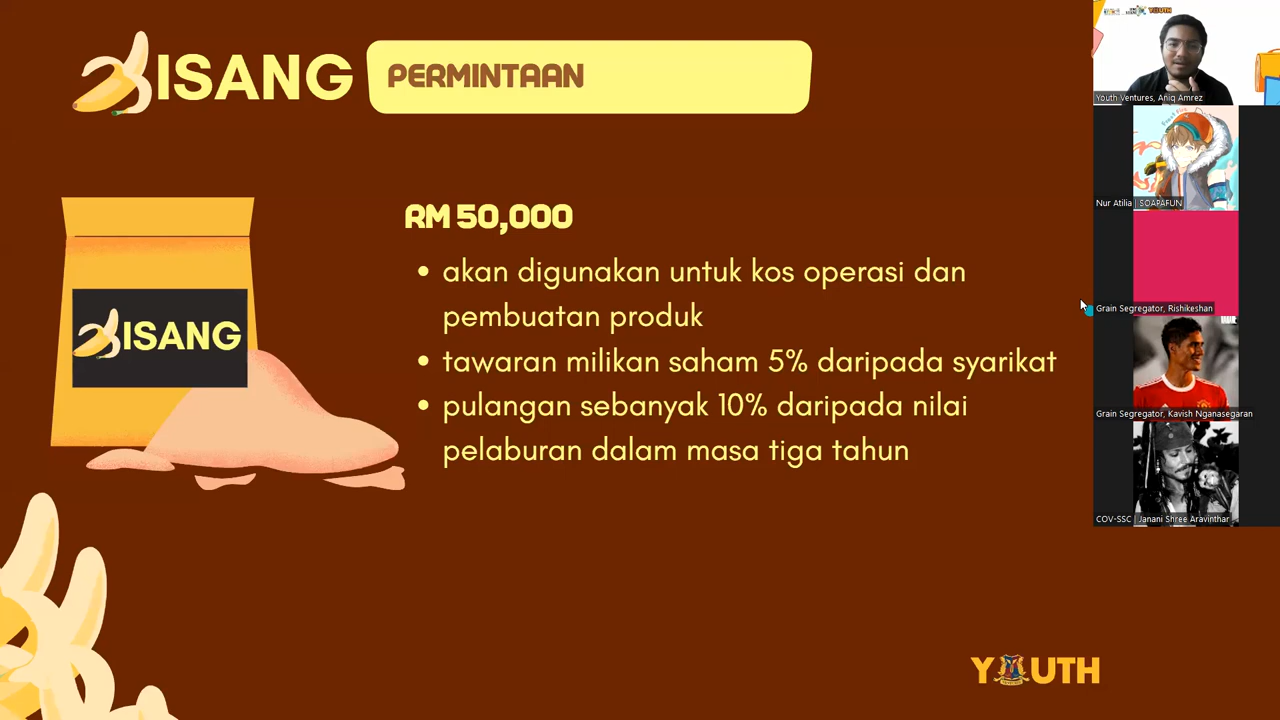 ISANG
PERMINTAAN
RM 50,000
• akan digunakan untuk kos operasi dan
pembuatan produk
• tawaran milikan saham 5% daripada syarikat
• pulangan sebanyak 10% daripada nilai
pelaburan dalam masa tiga tahun
ISANG
YOUTH
YOUTH
Youth Ventures, Aniq Amrez
Nur Atilia | SOAPAFUN
Grain Segregator, Rishikeshan
Grain Segregator, Kavish Nganasegaran
COV-SSC | Janani Shree Aravinthar